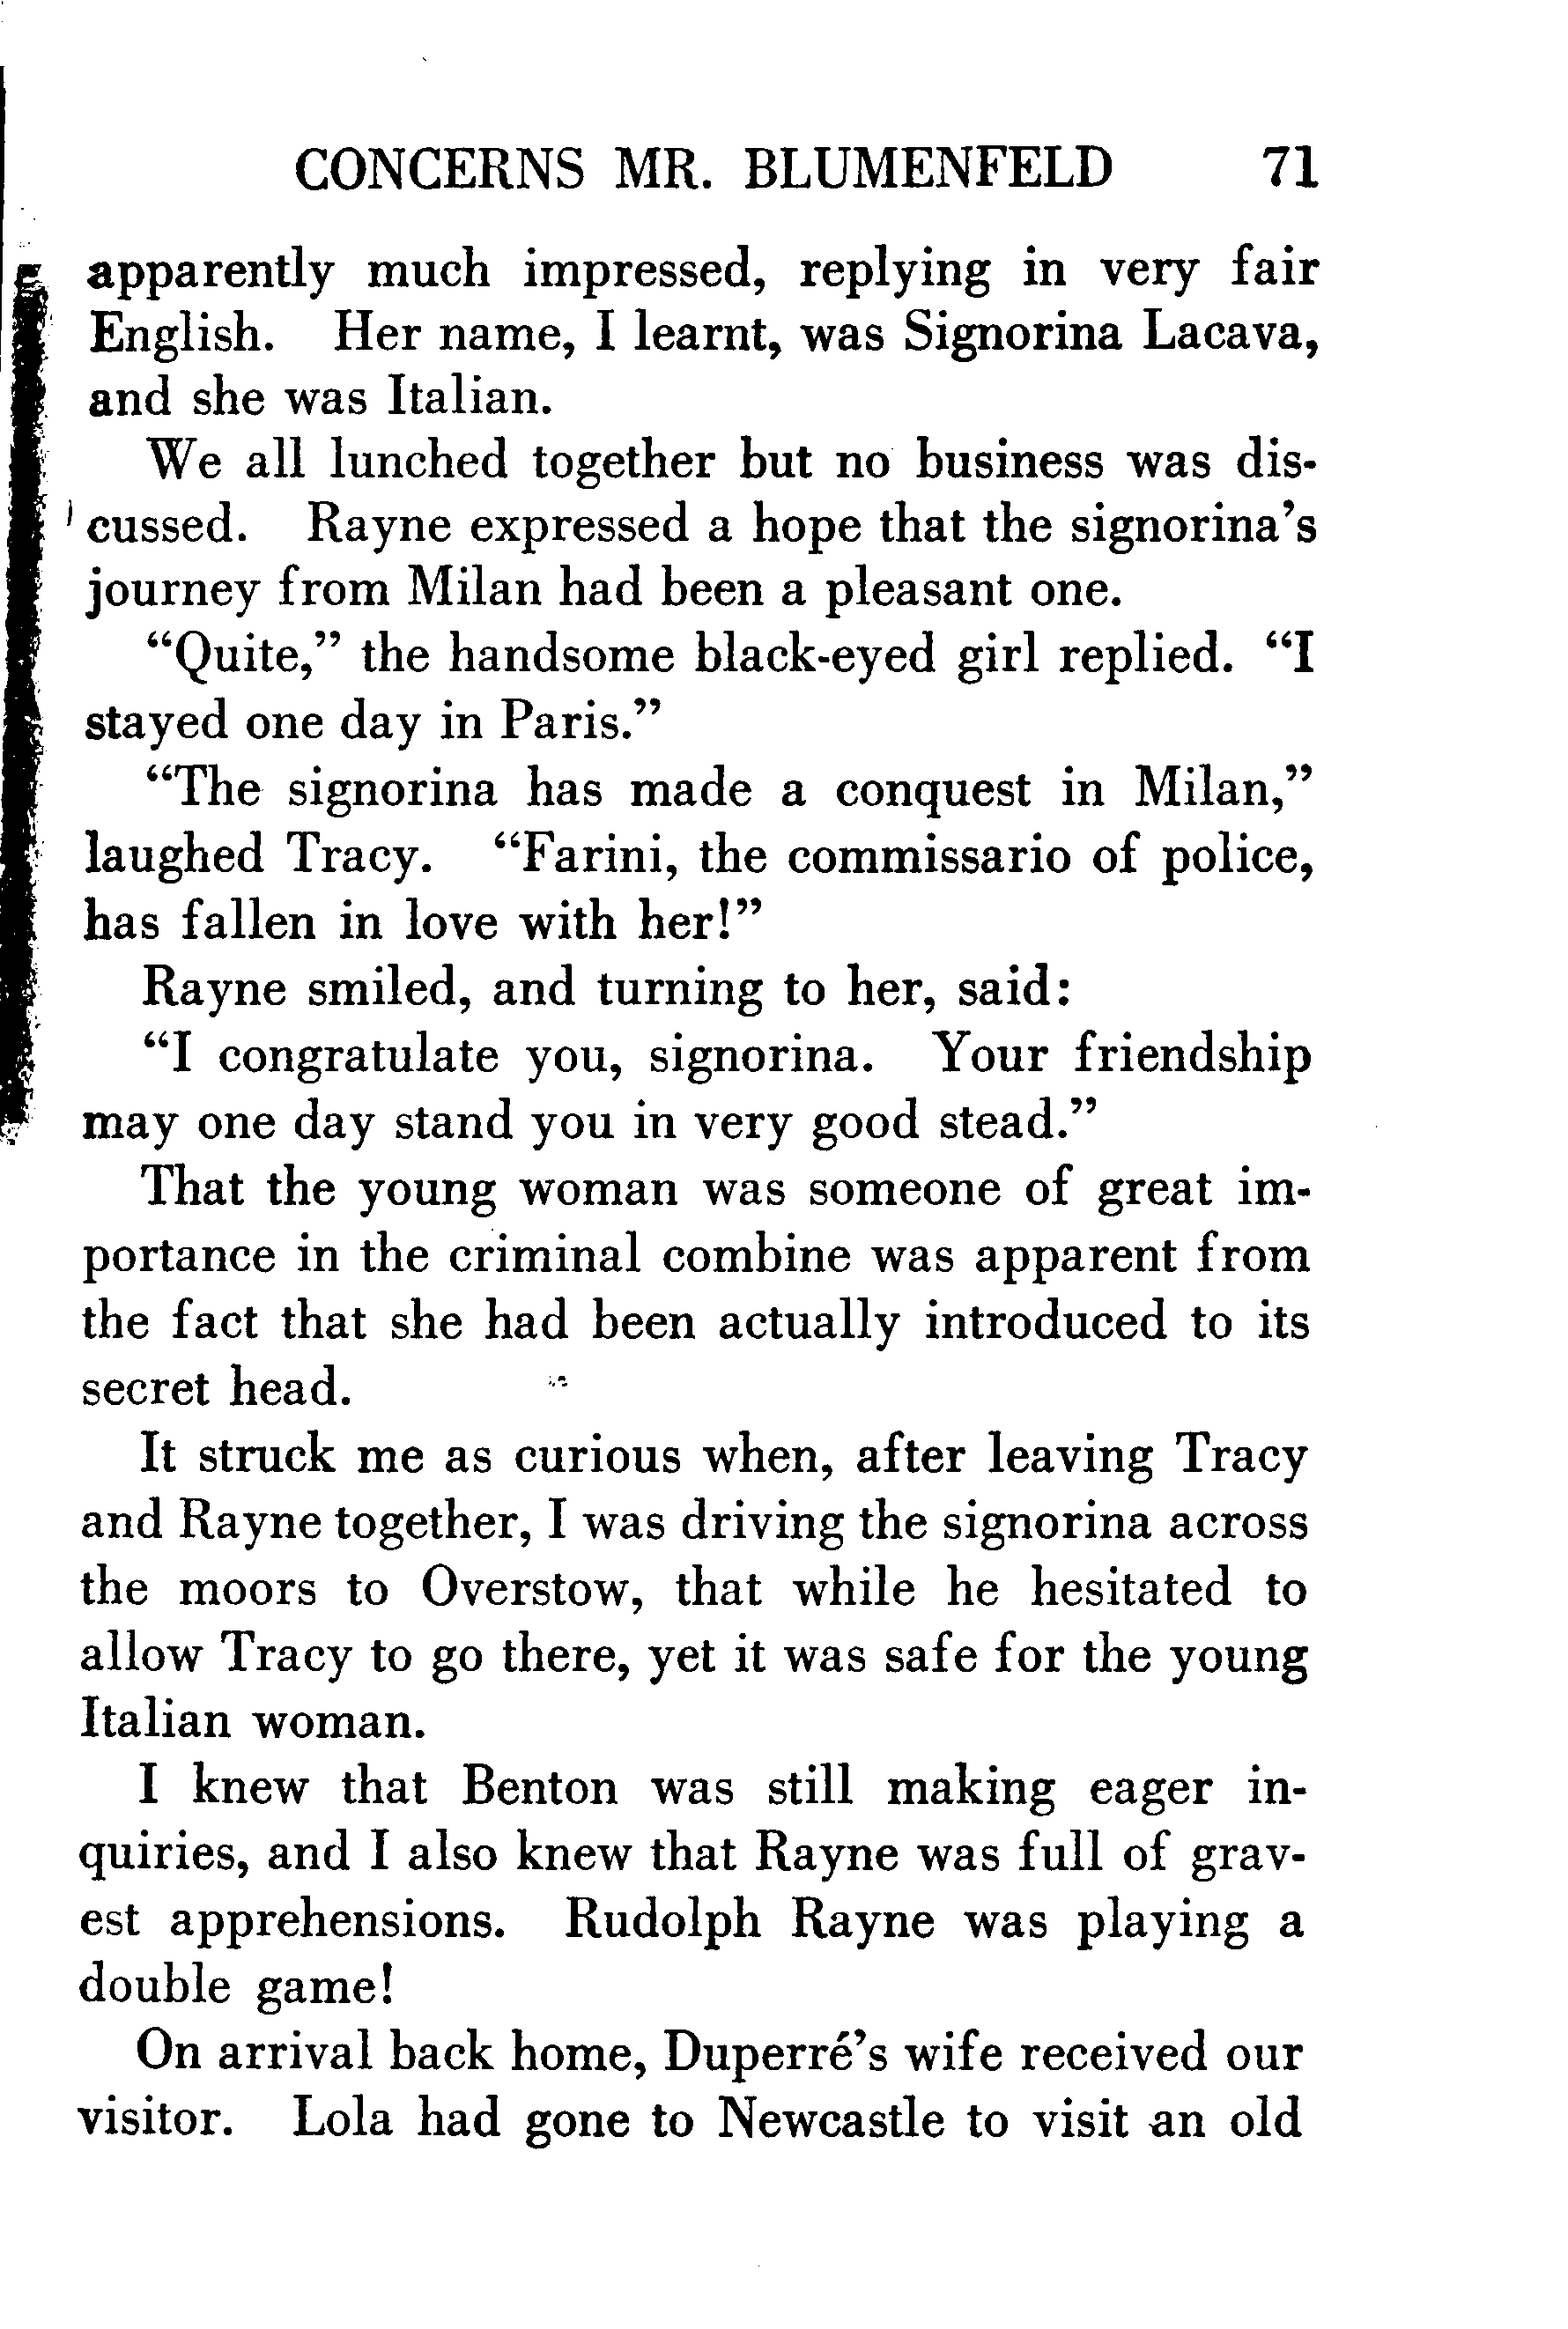 CONCERNS MR. BLUMENFELD 71
apparently much impressed, replying in very fair
English. Her name, I learnt, was Signorina Lacava,
and she was Italian.
We all lunched together but no business was dis-
cussed. Rayne expressed a hope that the signorina’s
journey from Milan had been a pleasant one.
“Quite,” the handsome black-eyed girl replied. “I
stayed one day in Paris.”
“The signorina has made a conquest in Milan,”
laughed Tracy. “Farini, the commissario of police,
has fallen in love with her!”
Rayne smiled, and turning to her, said:
“I congratulate you, signorina. Your friendship
may one day stand you in very good stead.”
That the young woman was someone of great im-
portance in the criminal combine was apparent from
the fact that she had been actually introduced to its
secret head.
It struck me as curious when, after leaving Tracy
and Rayne together, I was driving the signorina across
the moors to Overstow, that while he hesitated to
allow Tracy to go there, yet it was safe for the young
Italian woman.
I knew that Benton was still making eager in-
quiries, and I also knew that Rayne was full of grav-
est apprehensions. Rudolph Rayne was playing a
double game!
On arrival back home, Duperré’s wife received our
visitor. Lola had gone to Newcastle to visit an old